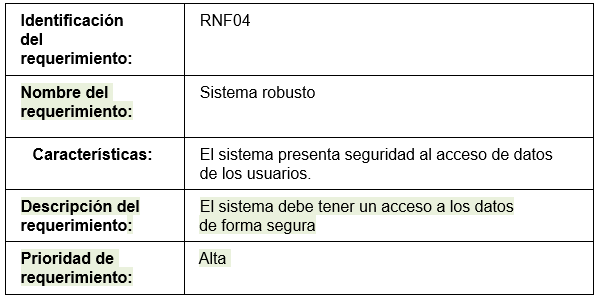 Identificación
del
requerimiento:
RNF04
Nombre del
requerimiento:
Sistema robusto
Características:
El sistema presenta seguridad al acceso de datos
de los usuarios.
Descripción del
requerimiento:
El sistema debe tener un acceso a los datos
de forma segura
Prioridad de
requerimiento:
Alta